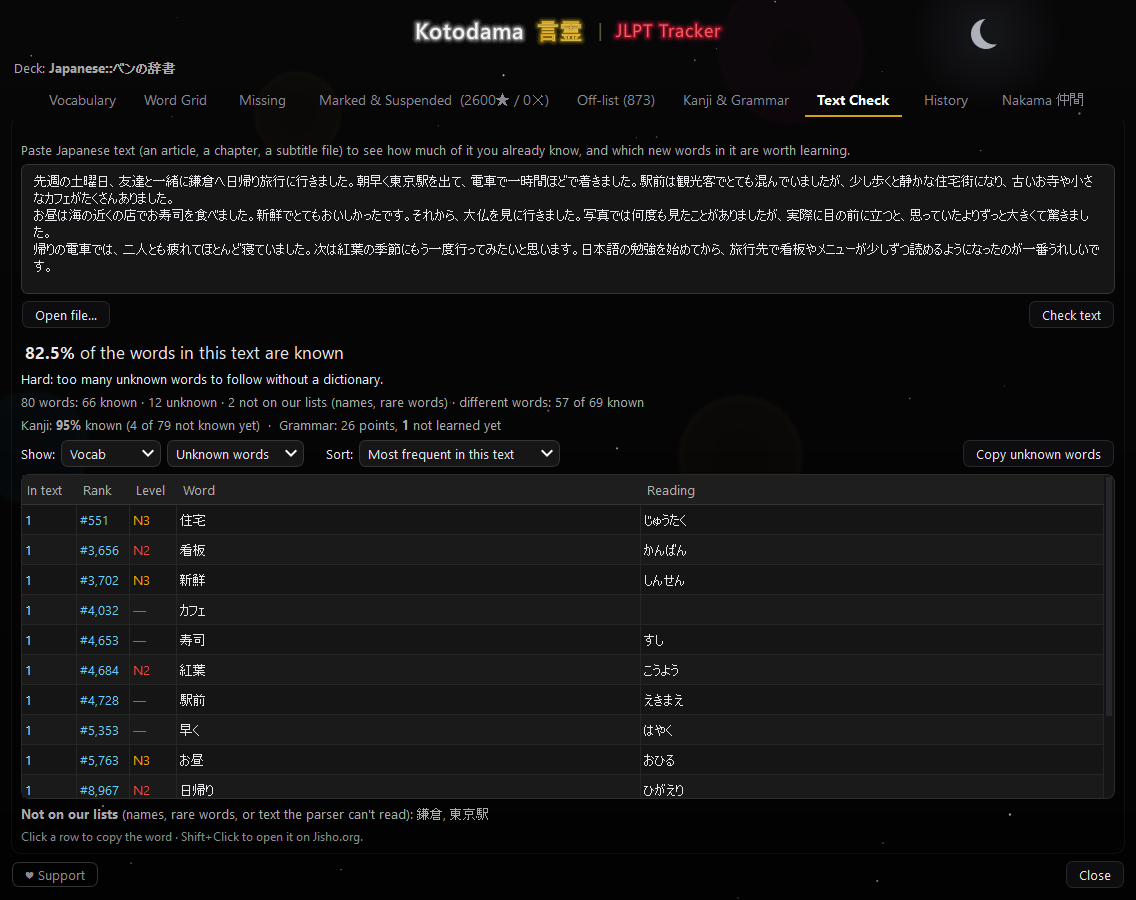 Kotodama 言霊 | JLPT Tracker
Deck: Japanese::ベンの辞書
Vocabulary Word Grid Missing Marked & Suspended (2600★ / 0✕) Off-list (873) Kanji & Grammar Text Check History Nakama 仲間
Paste Japanese text (an article, a chapter, a subtitle file) to see how much of it you already know, and which new words in it are worth learning.
先週の土曜日、友達と一緒に鎌倉へ日帰り旅行に行きました。朝早く東京駅を出て、電車で一時間ほどで着きました。駅前は観光客でとても混んでいましたが、少し歩くと静かな住宅街になり、古いお寺や小さ
なカフェがたくさんありました。
お昼は海の近くの店でお寿司を食べました。新鮮でとてもおいしかったです。それから、大仏を見に行きました。写真では何度も見たことがありましたが、実際に目の前に立つと、思っていたよりずっと大きくて驚きまし
た。
帰りの電車では、二人とも疲れてほとんど寝ていました。次は紅葉の季節にもう一度行ってみたいと思います。日本語の勉強を始めてから、旅行先で看板やメニューが少しずつ読めるようになったのが一番うれしいで
す。
Open file... Check text
82.5% of the words in this text are known
Hard: too many unknown words to follow without a dictionary.
80 words: 66 known · 12 unknown · 2 not on our lists (names, rare words) · different words: 57 of 69 known
Kanji: 95% known (4 of 79 not known yet) · Grammar: 26 points, 1 not learned yet
Show: Vocab Unknown words Sort: Most frequent in this text Copy unknown words
In text Rank Level Word Reading
1 #551 N3 住宅 じゅうたく
1 #3,656 N2 看板 かんばん
1 #3,702 N3 新鮮 しんせん
1 #4,032 — カフェ
1 #4,653 — 寿司 すし
1 #4,684 N2 紅葉 こうよう
1 #4,728 — 駅前 えきまえ
1 #5,353 — 早く はやく
1 #5,763 N3 お昼 おひる
1 #8,967 N2 日帰り ひがえり
Not on our lists (names, rare words, or text the parser can't read): 鎌倉, 東京駅
Click a row to copy the word · Shift+Click to open it on Jisho.org.
♥ Support Close